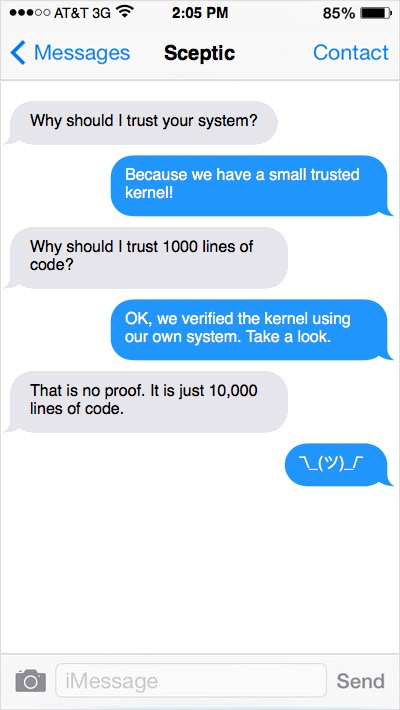 AT&T 3G 2:05 PM 85%
Messages Sceptic Contact
Why should I trust your system?
Because we have a small trusted
kernel!
Why should I trust 1000 lines of
code?
OK, we verified the kernel using
our own system. Take a look.
That is no proof. It is just 10,000
lines of code.
¯\_(ツ)_/¯
iMessage Send